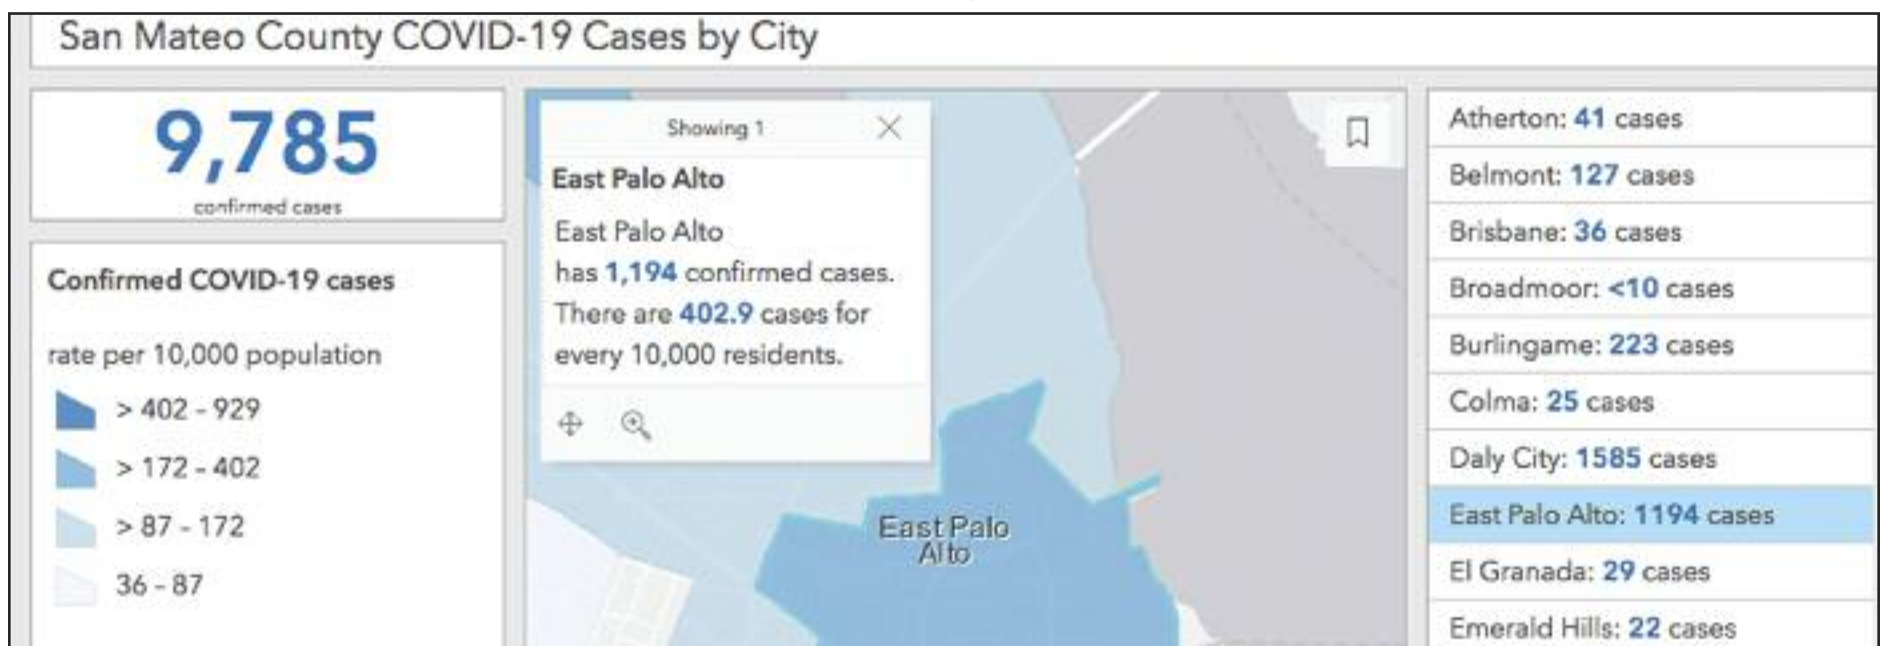 San Mateo County COVID-19 Cases by City
9,785
confirmed cases
Confirmed COVID-19 cases
rate per 10,000 population
> 402 - 929
> 172 - 402
> 87 - 172
36 - 87
Showing 1
East Palo Alto
East Palo Alto
has 1,194 confirmed cases.
There are 402.9 cases for
every 10,000 residents.
East Palo
Alto
Atherton: 41 cases
Belmont: 127 cases
Brisbane: 36 cases
Broadmoor: <10 cases
Burlingame: 223 cases
Colma: 25 cases
Daly City: 1585 cases
East Palo Alto: 1194 cases
El Granada: 29 cases
Emerald Hills: 22 cases